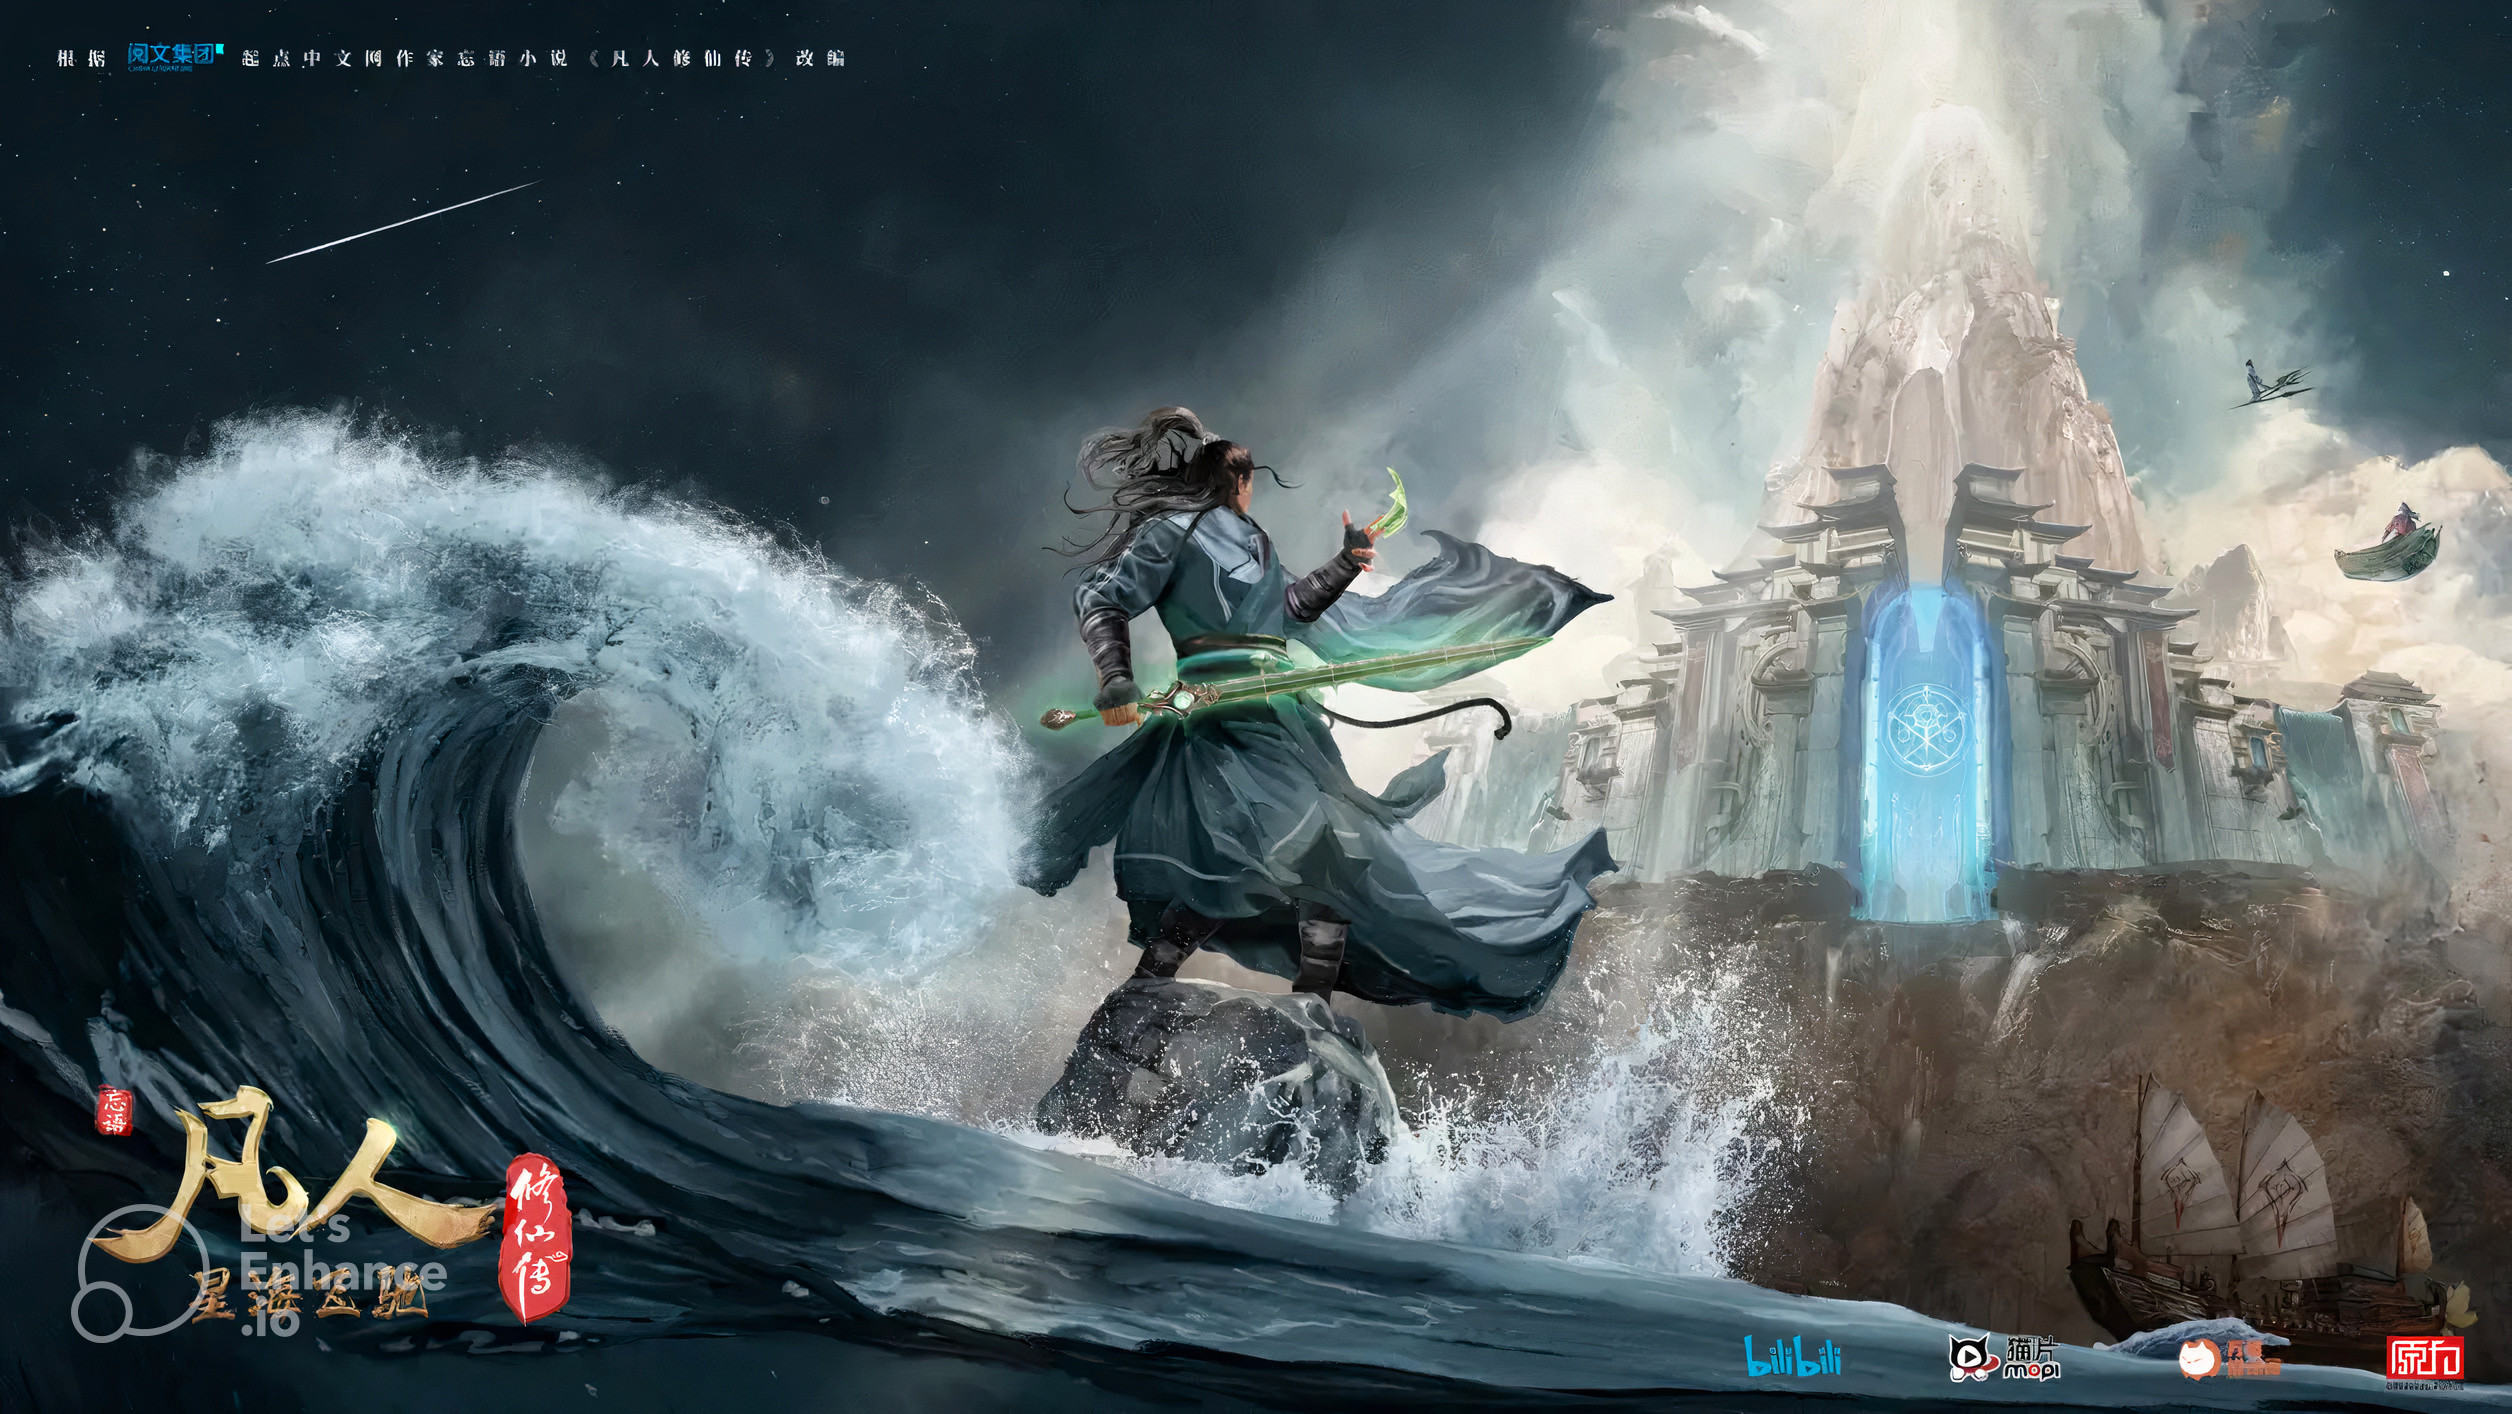 根据 阅文集团 起点中文网作家忘语小说《凡人修仙传》改编
忘语
凡人
修仙传
星海飞驰
Let's
Enhance
.io
bilibili
猫片
mopi
原力